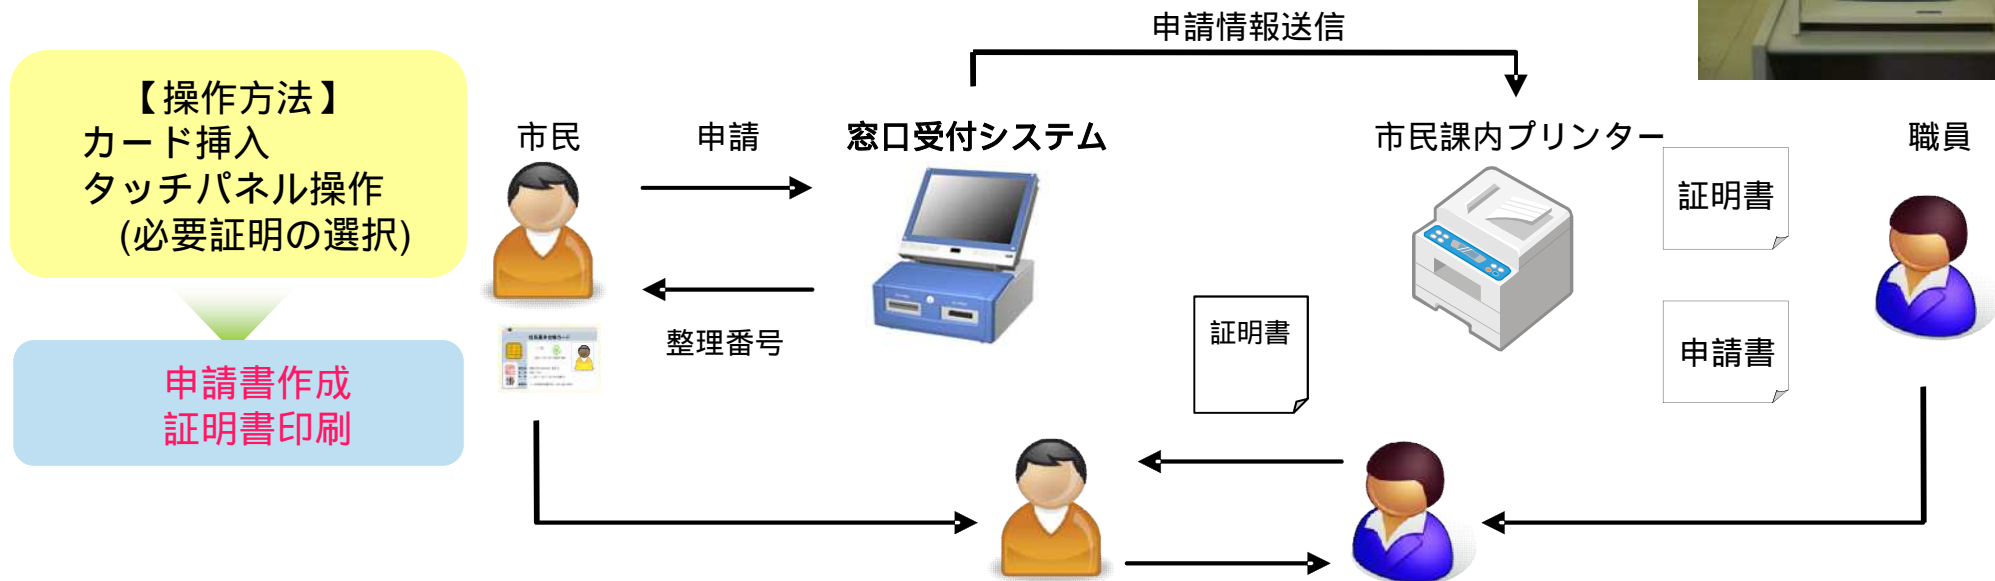 申請情報送信
【操作方法】
カード挿入
タッチパネル操作
(必要証明の選択)
市民
申請
窓口受付システム
市民課内プリンター
職員
証明書
整理番号
証明書
申請書
申請書作成
証明書印刷